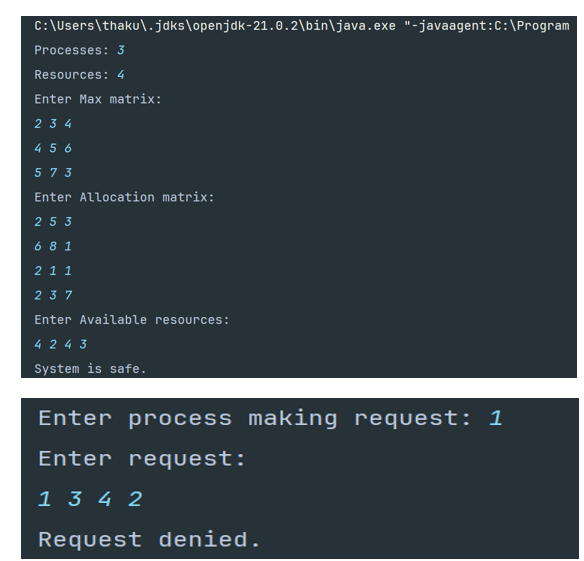 C:\Users\thaku\.jdks\openjdk-21.0.2\bin\java.exe "-javaagent:C:\Program
Processes: 3
Resources: 4
Enter Max matrix:
2 3 4
4 5 6
5 7 3
Enter Allocation matrix:
2 5 3
6 8 1
2 1 1
2 3 7
Enter Available resources:
4 2 4 3
System is safe.
Enter process making request: 1
Enter request:
1 3 4 2
Request denied.